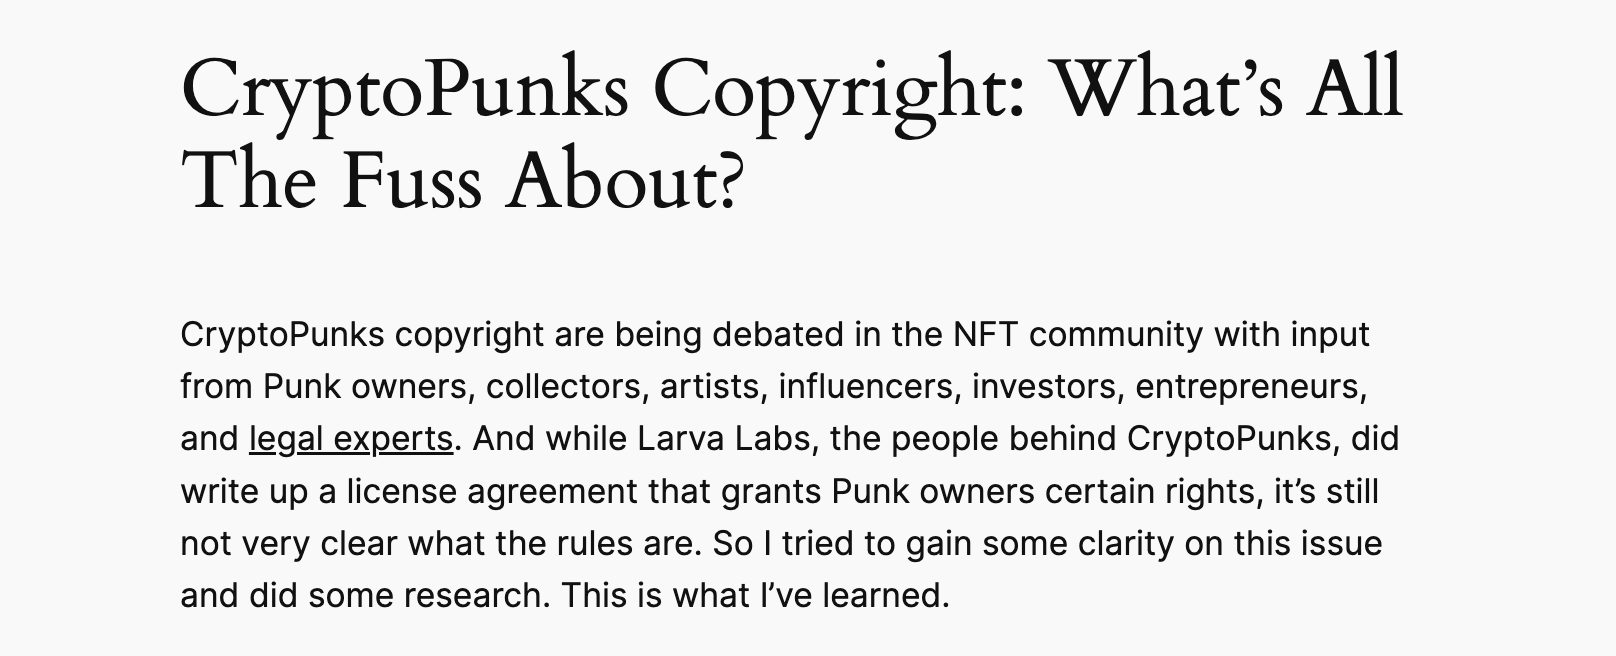 CryptoPunks Copyright: What’s All
The Fuss About?
CryptoPunks copyright are being debated in the NFT community with input
from Punk owners, collectors, artists, influencers, investors, entrepreneurs,
and legal experts. And while Larva Labs, the people behind CryptoPunks, did
write up a license agreement that grants Punk owners certain rights, it’s still
not very clear what the rules are. So I tried to gain some clarity on this issue
and did some research. This is what I’ve learned.